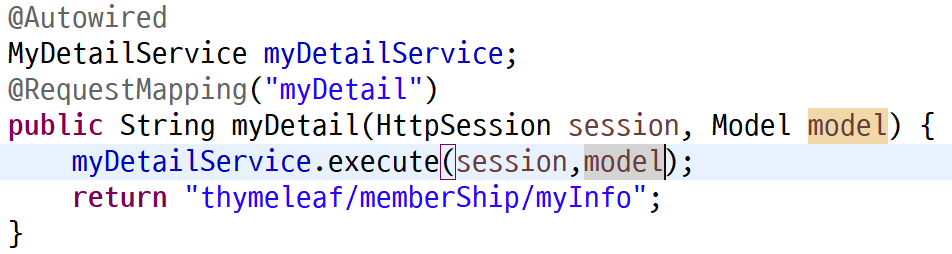 @Autowired
MyDetailService myDetailService;
@RequestMapping("myDetail")
public String myDetail(HttpSession session, Model model) {
    myDetailService.execute(session,model);
    return "thymeleaf/memberShip/myInfo";
}